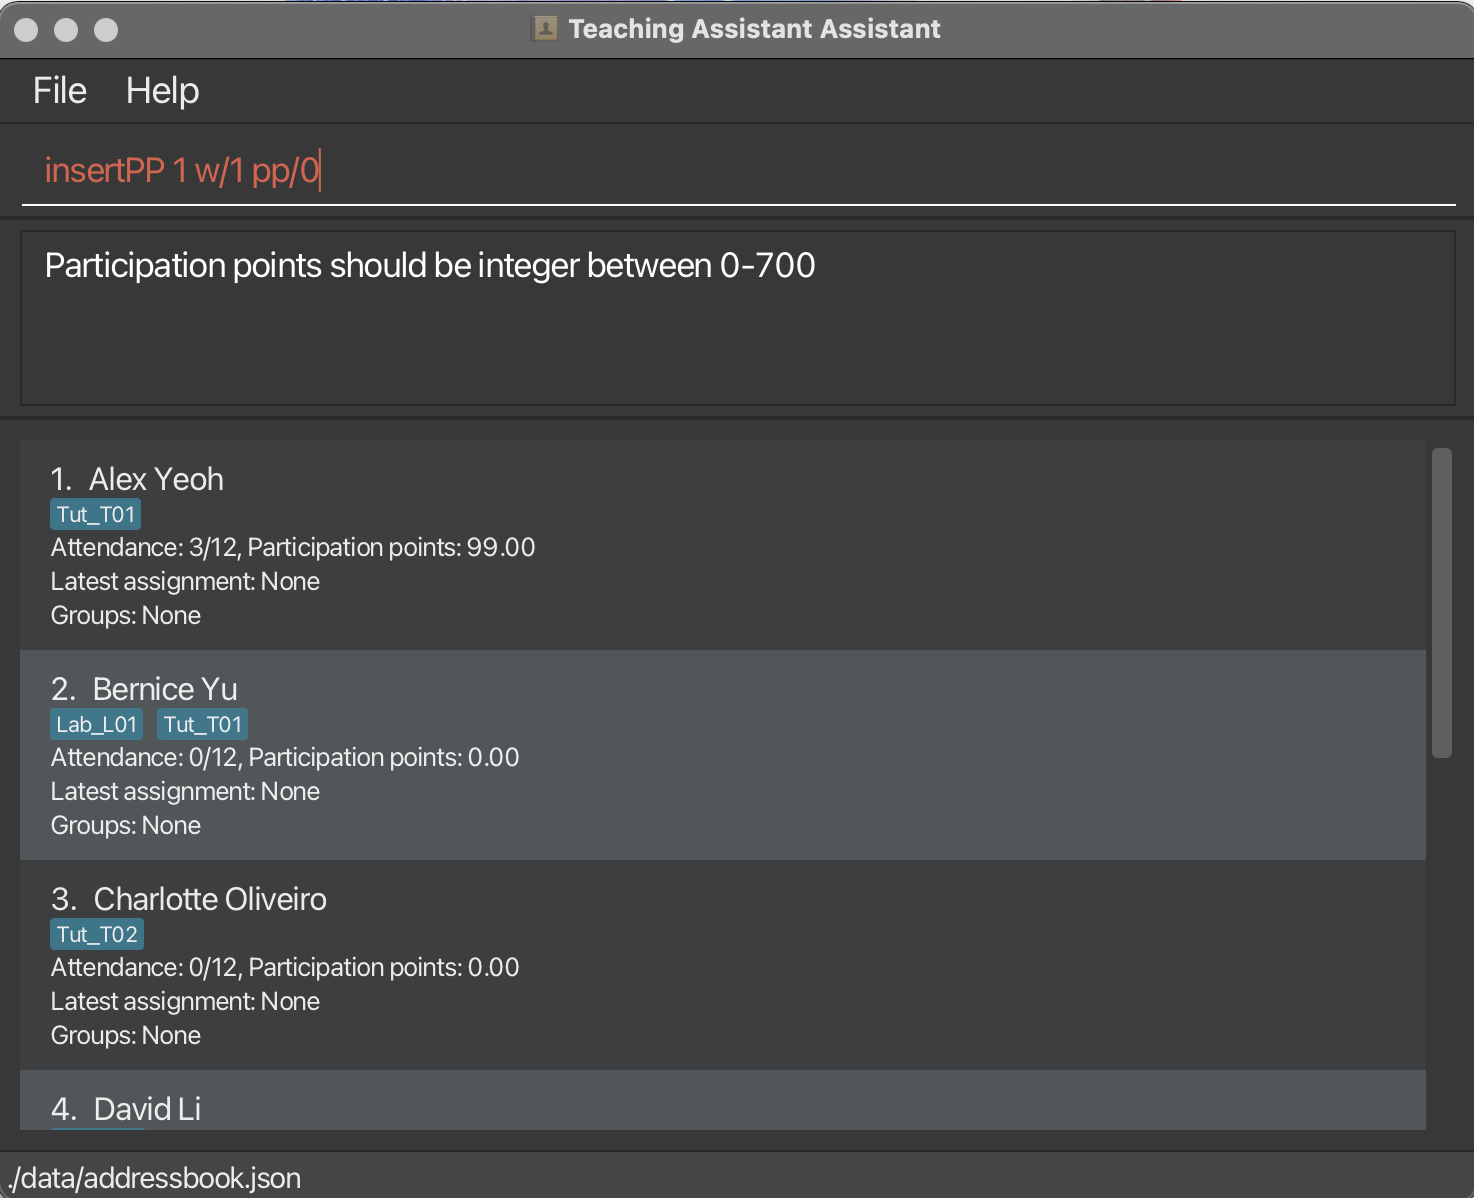 Teaching Assistant Assistant
File Help
insertPP 1 w/1 pp/0
Participation points should be integer between 0-700
1. Alex Yeoh
Tut_T01
Attendance: 3/12, Participation points: 99.00
Latest assignment: None
Groups: None
2. Bernice Yu
Lab_L01 Tut_T01
Attendance: 0/12, Participation points: 0.00
Latest assignment: None
Groups: None
3. Charlotte Oliveiro
Tut_T02
Attendance: 0/12, Participation points: 0.00
Latest assignment: None
Groups: None
4. David Li
./data/addressbook.json